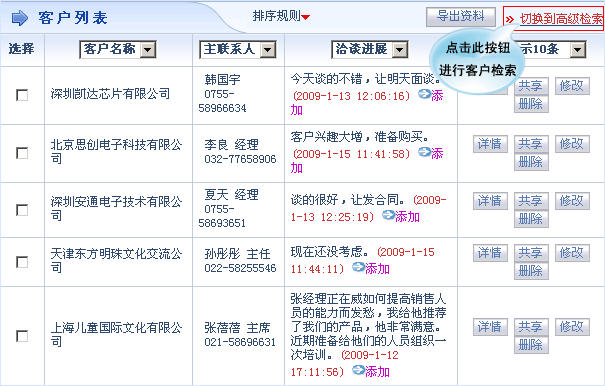 客户列表
排序规则
导出资料
» 切换到高级检索
点击此按钮
进行客户检索
选择 客户名称 主联系人 洽谈进展 示10条
深圳凯达芯片有限公司
韩国宇
0755-
58966634
今天谈的不错，让明天面谈。
(2009-1-13 12:06:16) 添
加
共享 修改
删除
北京思创电子科技有限公
司
李良 经理
032-77658906
客户兴趣大增，准备购买。
(2009-1-15 11:41:58) 添
加
详情 共享 修改
删除
深圳安通电子技术有限公
司
夏天 经理
0755-
58693651
谈的很好，让发合同。(2009-
1-13 12:25:19) 添加
详情 共享 修改
删除
天津东方明珠文化交流公
司
孙彤彤 主任
022-58255546
现在还没考虑。(2009-1-15
11:44:11) 添加
详情 共享 修改
删除
上海儿童国际文化有限公
司
张蓓蓓 主席
021-58696631
张经理正在威如何提高销售人
员的能力而发愁，我给他推荐
了我们的产品，他非常满意。
近期准备给他们的人员组织一
次培训。(2009-1-12
17:11:56) 添加
详情 共享 修改
删除